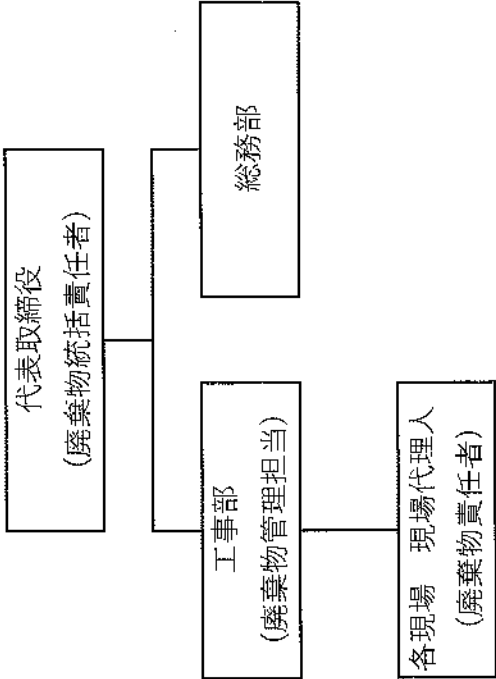 代表取締役
(廃棄物統括責任者)
工事部
(廃棄物管理担当)
総務部
各現場　現場代理人
(廃棄物責任者)